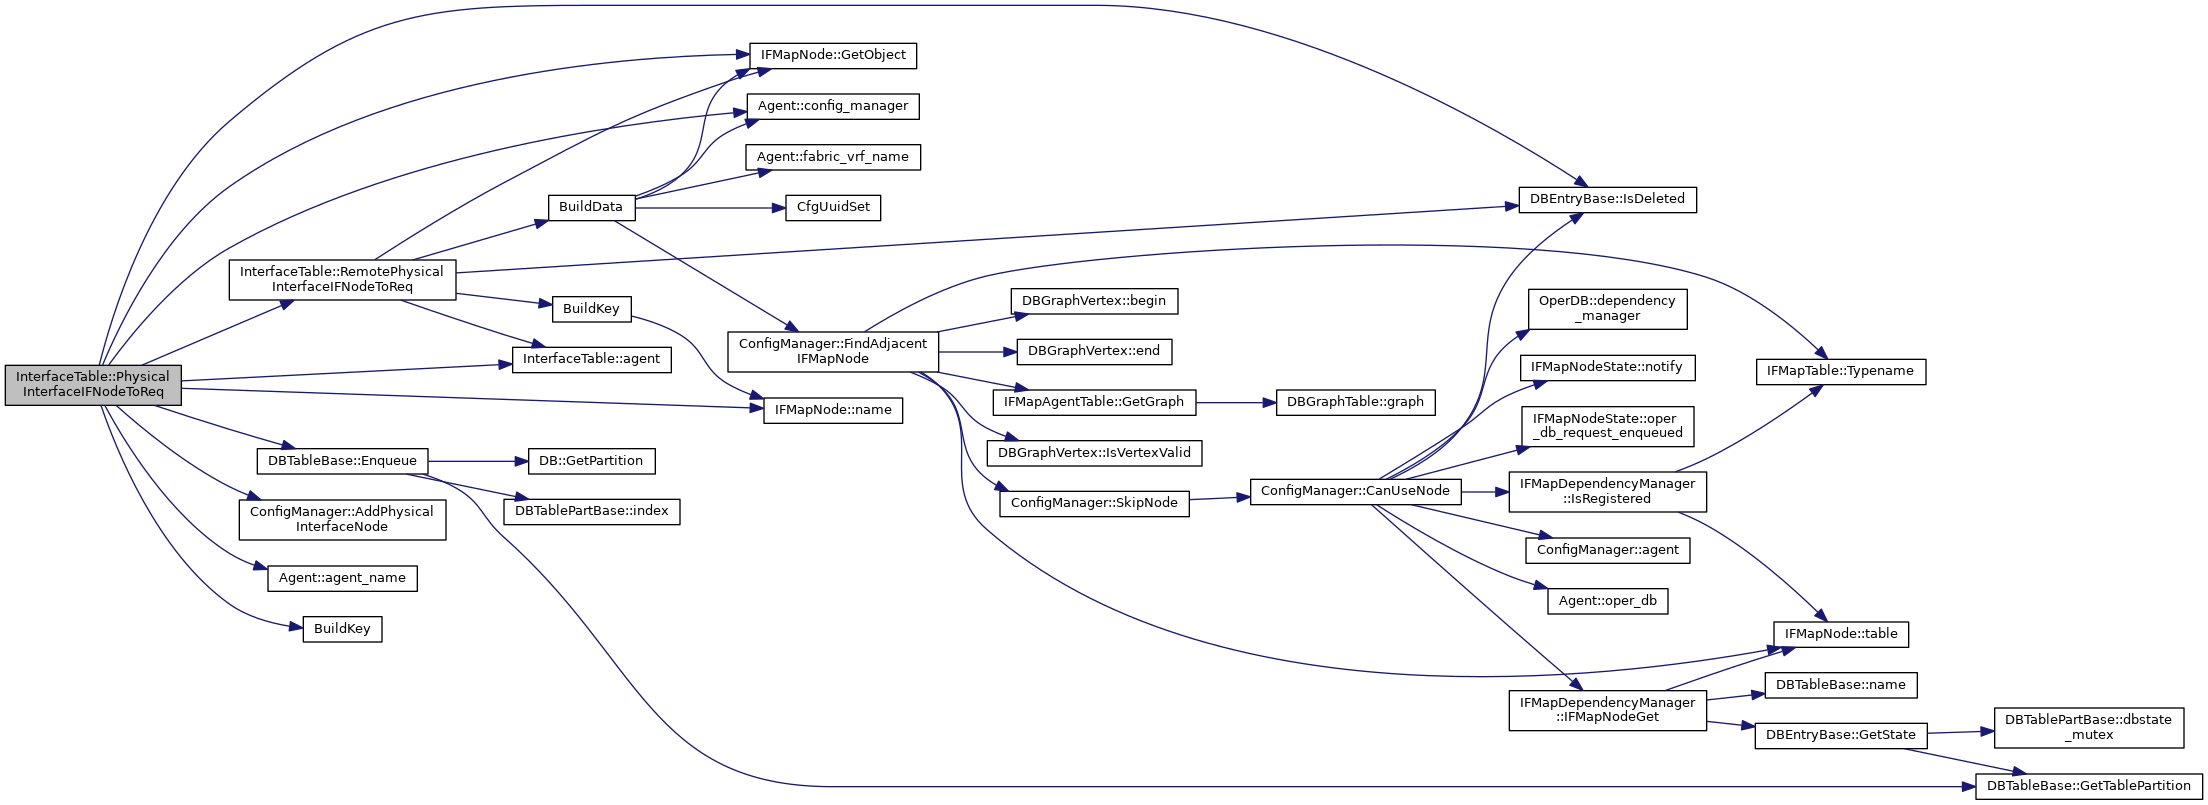 InterfaceTable::Physical
InterfaceIFNodeToReq
InterfaceTable::RemotePhysical
InterfaceIFNodeToReq
DBTableBase::Enqueue
ConfigManager::AddPhysical
InterfaceNode
Agent::agent_name
BuildKey
BuildData
BuildKey
InterfaceTable::agent
DB::GetPartition
DBTablePartBase::index
IFMapNode::GetObject
Agent::config_manager
Agent::fabric_vrf_name
CfgUuidSet
ConfigManager::FindAdjacent
IFMapNode
IFMapNode::name
DBGraphVertex::begin
DBGraphVertex::end
IFMapAgentTable::GetGraph
DBGraphVertex::IsVertexValid
ConfigManager::SkipNode
DBGraphTable::graph
ConfigManager::CanUseNode
DBEntryBase::IsDeleted
OperDB::dependency
_manager
IFMapNodeState::notify
IFMapNodeState::oper
_db_request_enqueued
IFMapDependencyManager
::IsRegistered
ConfigManager::agent
Agent::oper_db
IFMapDependencyManager
::IFMapNodeGet
IFMapTable::Typename
IFMapNode::table
DBTableBase::name
DBEntryBase::GetState
DBTablePartBase::dbstate
_mutex
DBTableBase::GetTablePartition